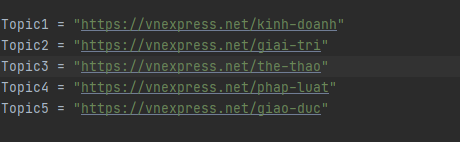 Topic1 = "https://vnexpress.net/kinh-doanh"
Topic2 = "https://vnexpress.net/giai-tri"
Topic3 = "https://vnexpress.net/the-thao"
Topic4 = "https://vnexpress.net/phap-luat"
Topic5 = "https://vnexpress.net/giao-duc"